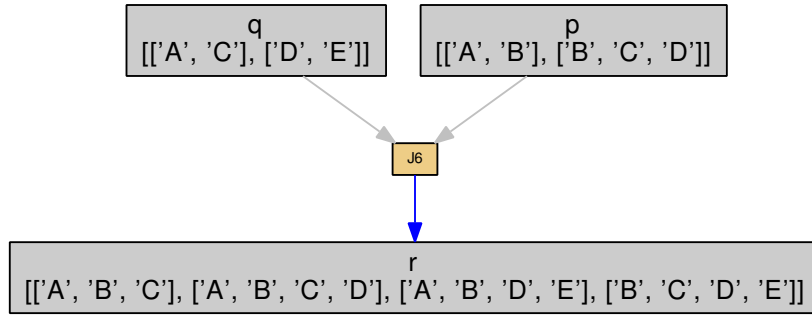 q
[['A', 'C'], ['D', 'E']]
p
[['A', 'B'], ['B', 'C', 'D']]
J6
r
[['A', 'B', 'C'], ['A', 'B', 'C', 'D'], ['A', 'B', 'D', 'E'], ['B', 'C', 'D', 'E']]